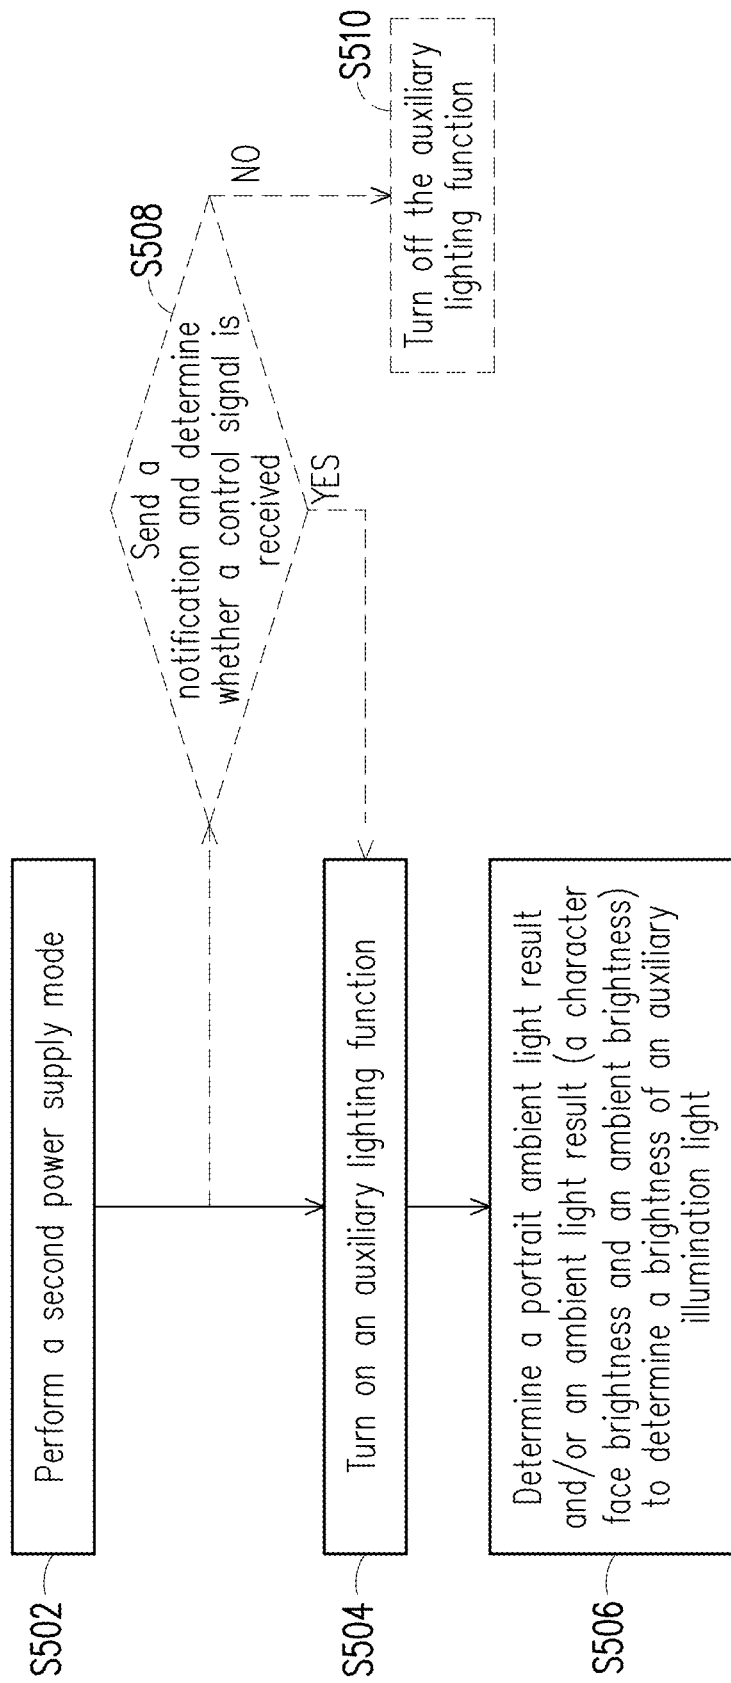 S502
Perform a second power supply mode
S508
Send a
notification and determine
whether a control signal is
received
NO
YES
S510
Turn off the auxiliary
lighting function
S504
Turn on an auxiliary lighting function
S506
Determine a portrait ambient light result
and/or an ambient light result (a character
face brightness and an ambient brightness)
to determine a brightness of an auxiliary
illumination light